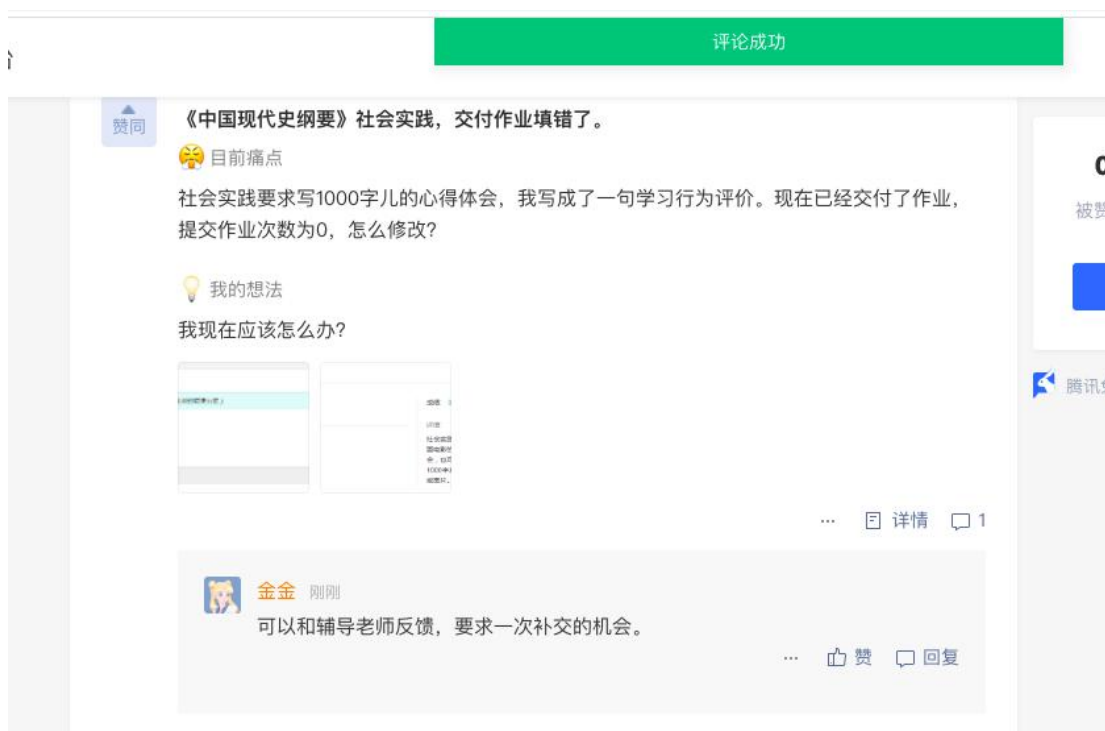 评论成功
赞同
《中国现代史纲要》社会实践，交付作业填错了。
目前痛点
社会实践要求写1000字儿的心得体会，我写成了一句学习行为评价。现在已经交付了作业，
提交作业次数为0，怎么修改?
被赞
我的想法
我现在应该怎么办?
腾讯
... 详情 1
金金 刚刚
可以和辅导老师反馈，要求一次补交的机会。
... 赞 回复